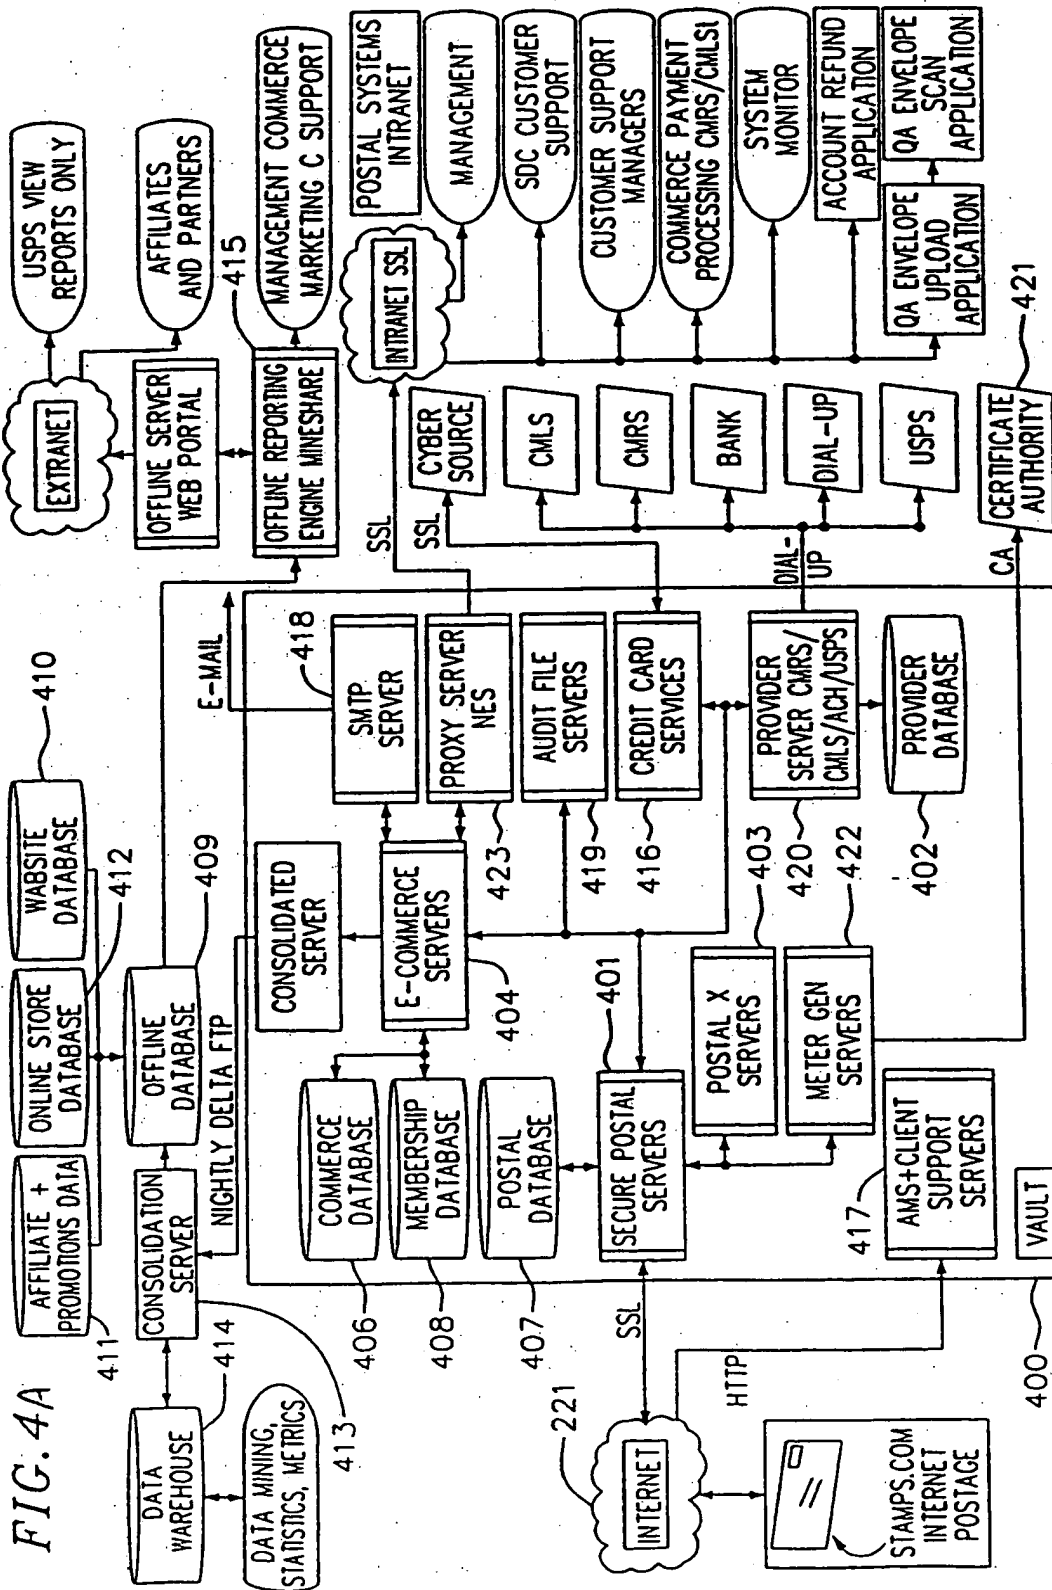 FIG. 4A
AFFILIATE +
PROMOTIONS DATA
411
ONLINE STORE
DATABASE
412
WABSITE
DATABASE
410
EXTRANET
USPS VIEW
REPORTS ONLY
AFFILIATES
AND PARTNERS
DATA
WAREHOUSE
414
CONSOLIDATION
SERVER
413
OFFLINE
DATABASE
409
OFFLINE SERVER
WEB PORTAL
OFFLINE REPORTING
ENGINE MINESHARE
415
MANAGEMENT COMMERCE
MARKETING C SUPPORT
DATA MINING,
STATISTICS, METRICS
NIGHTLY DELTA FTP
E-MAIL
SSL
INTRANET SSL
POSTAL SYSTEMS
INTRANET
COMMERCE
DATABASE
406
MEMBERSHIP
DATABASE
408
POSTAL
DATABASE
407
CONSOLIDATED
SERVER
E-COMMERCE
SERVERS
404
SMTP
SERVER
418
PROXY SERVER
NES
423
AUDIT FILE
SERVERS
419
CREDIT CARD
SERVICES
416
SSL
CYBER
SOURCE
CMLS
CMRS
BANK
DIAL-UP
USPS
MANAGEMENT
SDC CUSTOMER
SUPPORT
CUSTOMER SUPPORT
MANAGERS
COMMERCE PAYMENT
PROCESSING CMRS/CMLSt
SYSTEM
MONITOR
ACCOUNT REFUND
APPLICATION
QA ENVELOPE
UPLOAD
APPLICATION
QA ENVELOPE
SCAN
APPLICATION
221
INTERNET
SSL
HTTP
SECURE POSTAL
SERVERS
401
POSTAL X
SERVERS
403
METER GEN
SERVERS
422
PROVIDER
SERVER CMRS/
CMLS/ACH/USPS
420
DIAL-
UP
PROVIDER
DATABASE
402
CA
CERTIFICATE
AUTHORITY
421
STAMPS.COM
INTERNET
POSTAGE
417
AMS+CLIENT
SUPPORT
SERVERS
400
VAULT